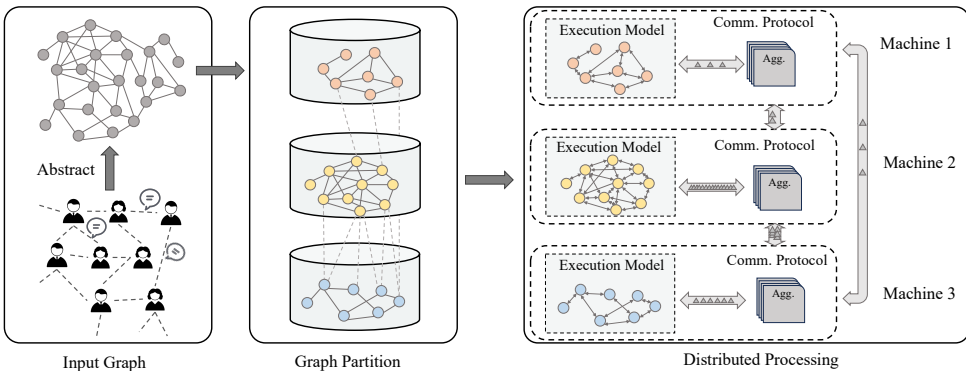 Abstract
Input Graph
Graph Partition
Execution Model
Comm. Protocol
Agg.
Machine 1
Execution Model
Comm. Protocol
Agg.
Machine 2
Execution Model
Comm. Protocol
Agg.
Machine 3
Distributed Processing